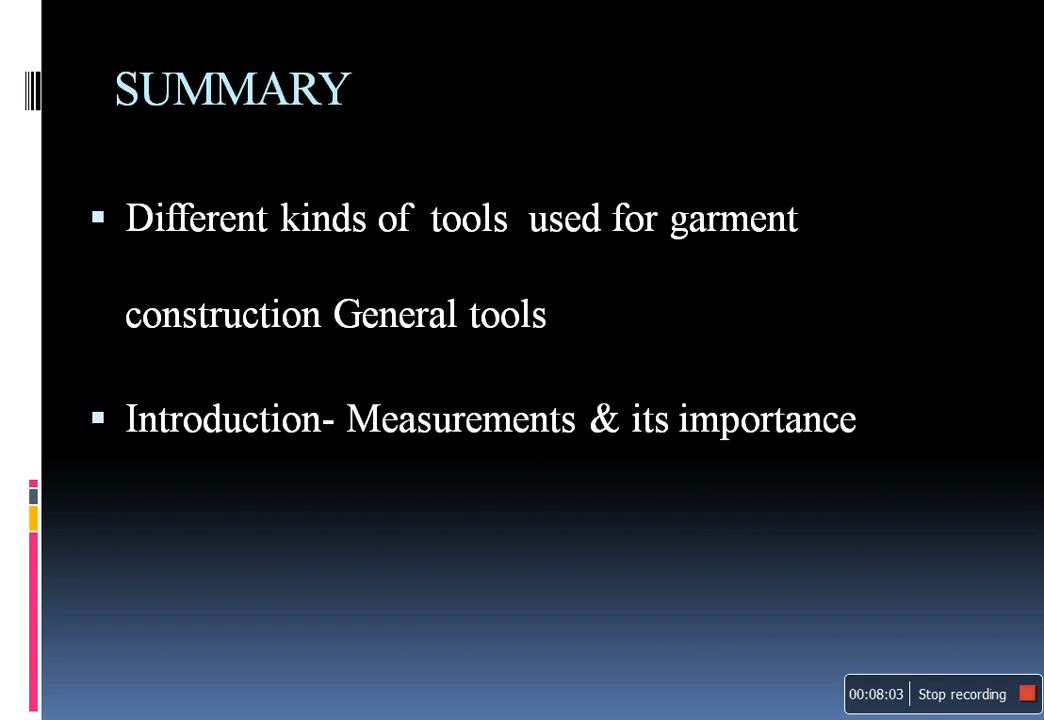 SUMMARY
Different kinds of tools used for garment
construction General tools
Introduction- Measurements & its importance
00:08:03 Stop recording